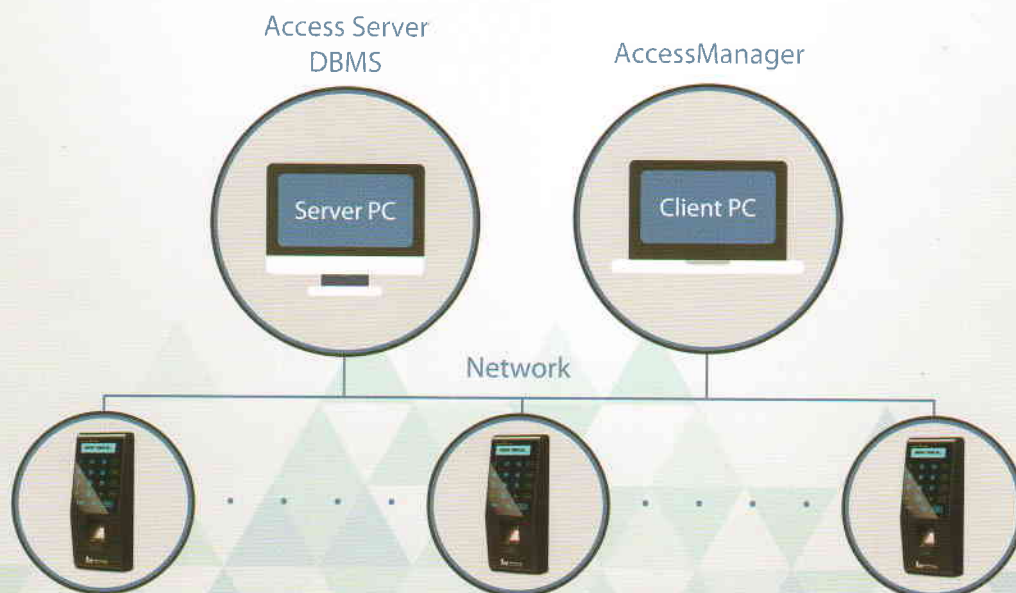 Access Server
DBMS
AccessManager
Server PC
Client PC
Network